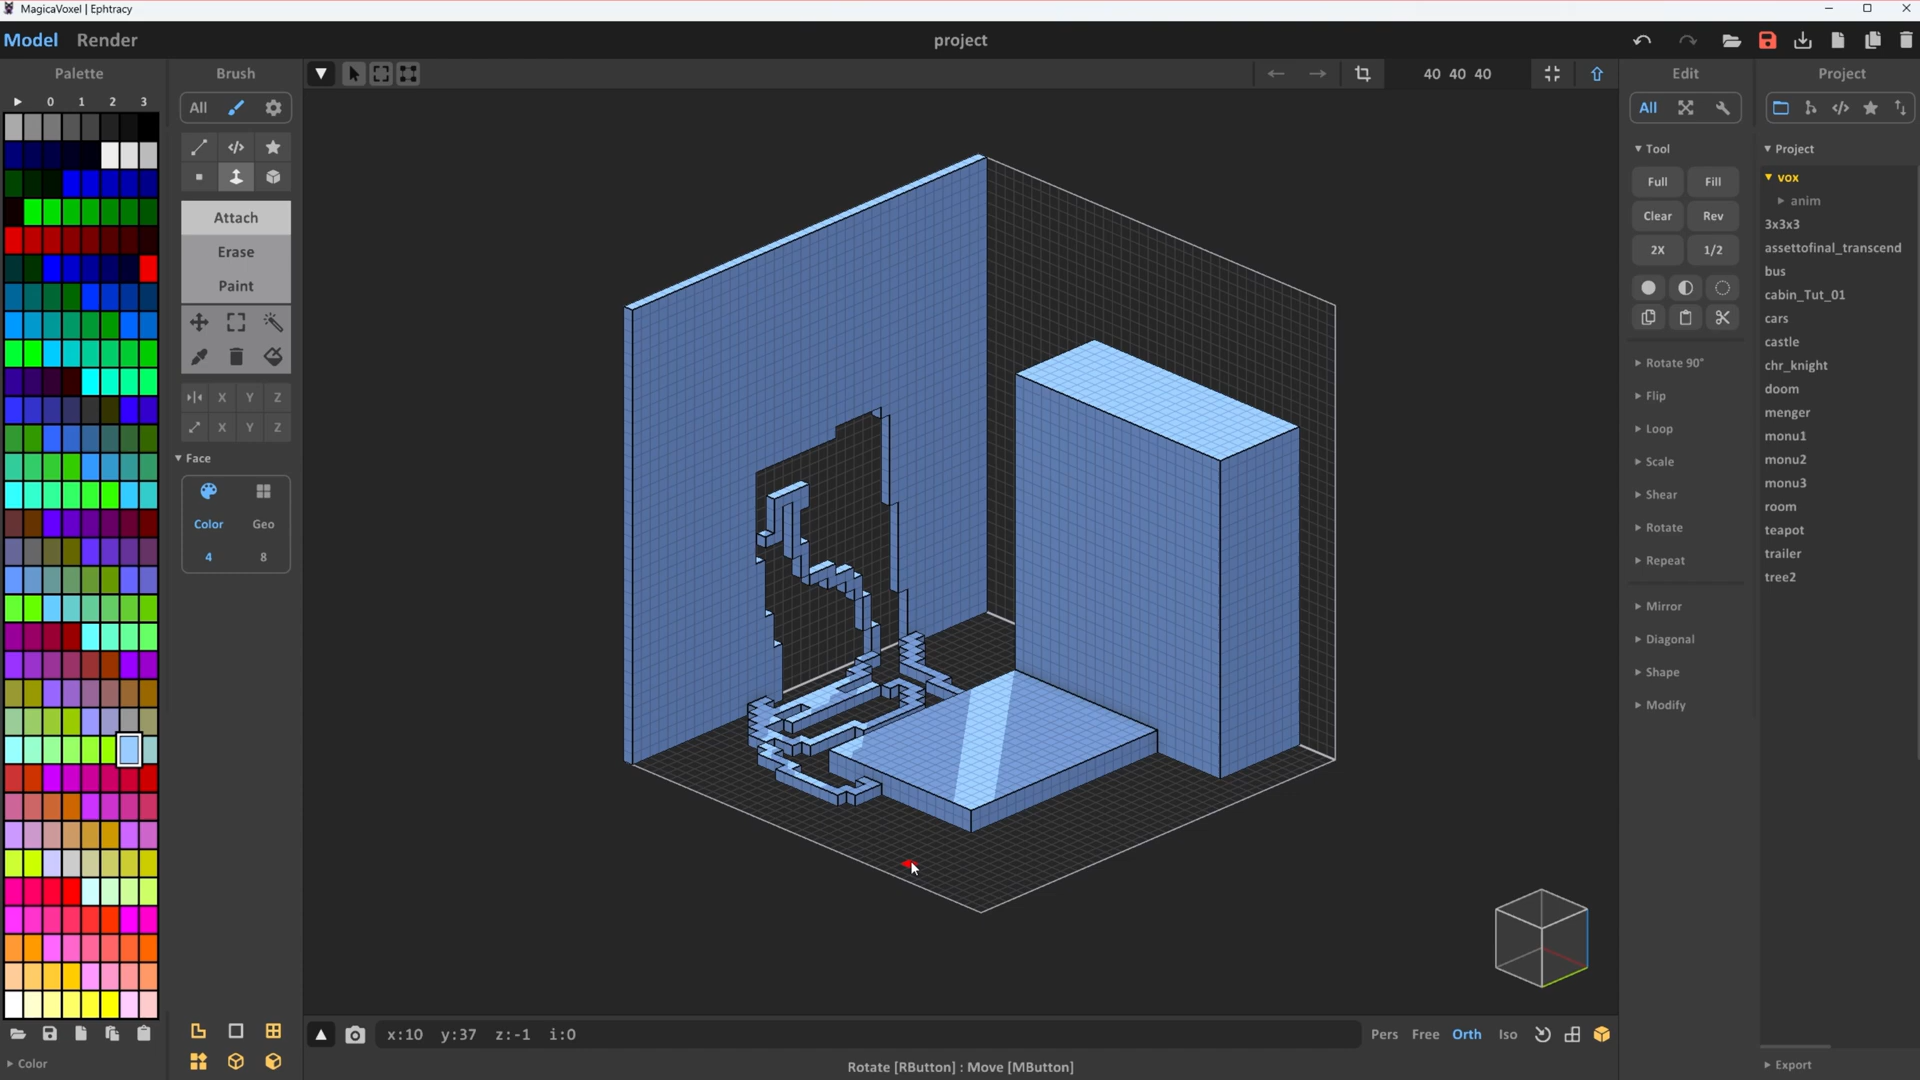 MagicaVoxel | Ephtracy
Model Render
project
Palette
Brush
40 40 40
Edit
Project
0 1 2 3
All
All
Attach
Erase
Paint
X Y Z
X Y Z
Face
Color Geo
4 8
Tool
Full Fill
Clear Rev
2X 1/2
Rotate 90°
Flip
Loop
Scale
Shear
Rotate
Repeat
Mirror
Diagonal
Shape
Modify
Project
vox
anim
3x3x3
assettofinal_transcend
bus
cabin_Tut_01
cars
castle
chr_knight
doom
menger
monu1
monu2
monu3
room
teapot
trailer
tree2
x:10 y:37 z:-1 i:0
Pers Free Orth Iso
Color
Rotate [RButton] : Move [MButton]
Export